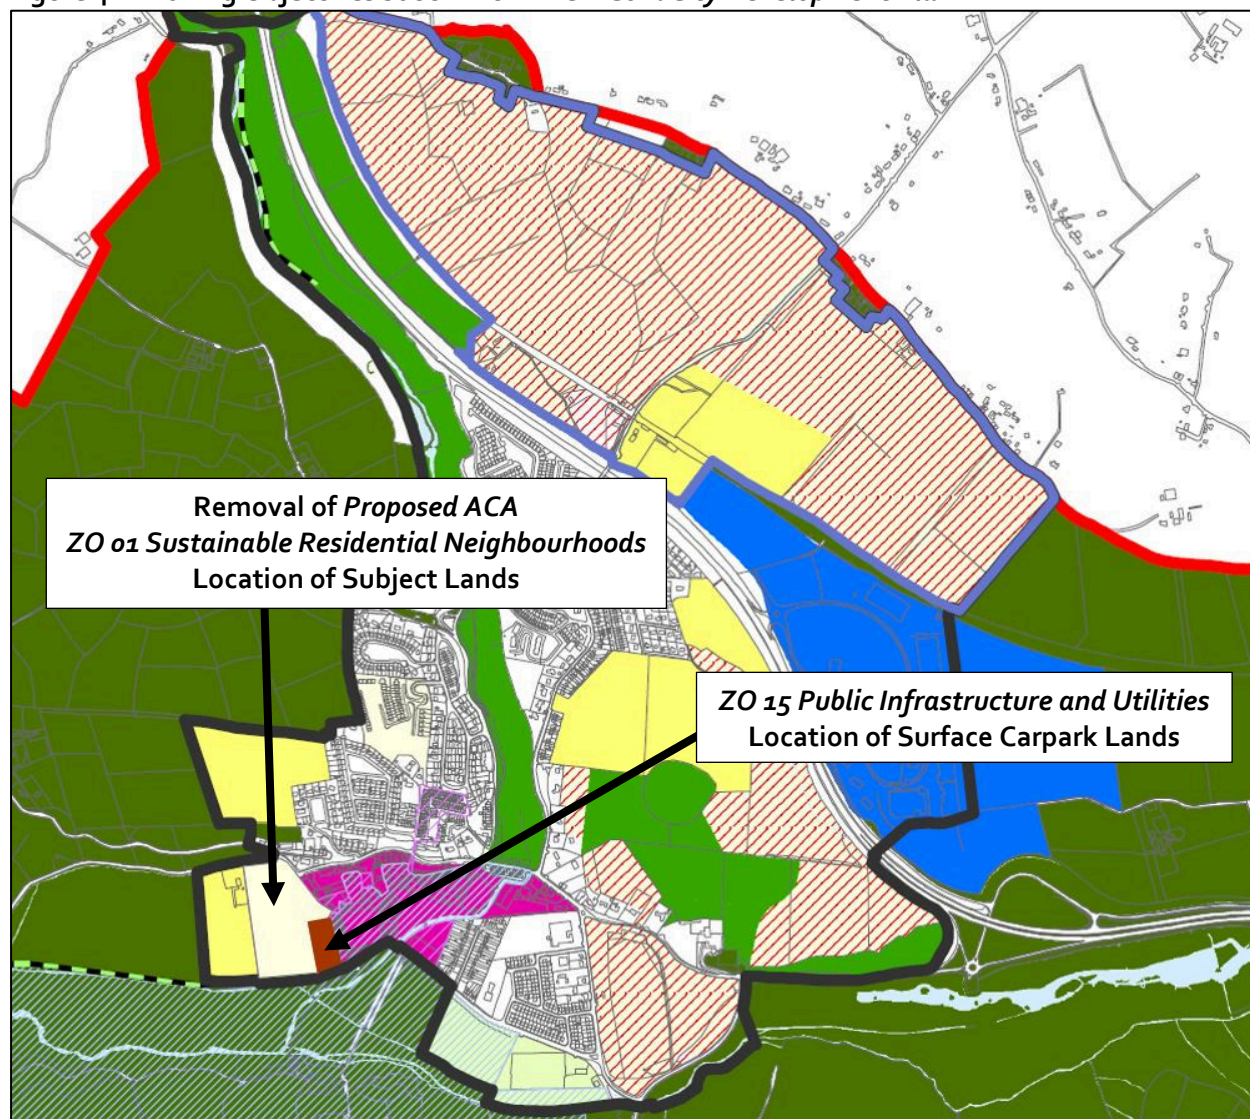 Removal of Proposed ACA
ZO 01 Sustainable Residential Neighbourhoods
Location of Subject Lands
ZO 15 Public Infrastructure and Utilities
Location of Surface Carpark Lands